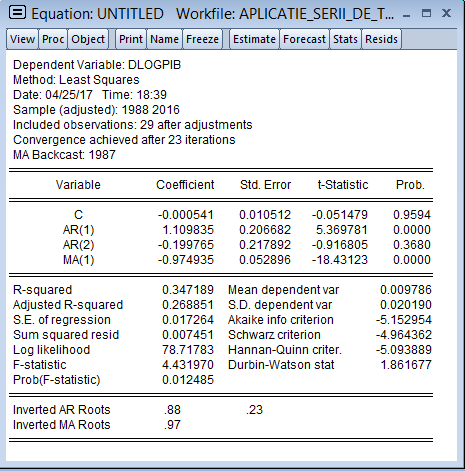 Equation: UNTITLED Workfile: APLICATIE_SERII_DE_T...
View Proc Object Print Name Freeze Estimate Forecast Stats Resids
Dependent Variable: DLOGPIB
Method: Least Squares
Date: 04/25/17 Time: 18:39
Sample (adjusted): 1988 2016
Included observations: 29 after adjustments
Convergence achieved after 23 iterations
MA Backcast: 1987
Variable Coefficient Std. Error t-Statistic Prob.
C -0.000541 0.010512 -0.051479 0.9594
AR(1) 1.109835 0.206682 5.369781 0.0000
AR(2) -0.199765 0.217892 -0.916805 0.3680
MA(1) -0.974935 0.052896 -18.43123 0.0000
R-squared 0.347189 Mean dependent var 0.009786
Adjusted R-squared 0.268851 S.D. dependent var 0.020190
S.E. of regression 0.017264 Akaike info criterion -5.152954
Sum squared resid 0.007451 Schwarz criterion -4.964362
Log likelihood 78.71783 Hannan-Quinn criter. -5.093889
F-statistic 4.431970 Durbin-Watson stat 1.861677
Prob(F-statistic) 0.012485
Inverted AR Roots .88 .23
Inverted MA Roots .97